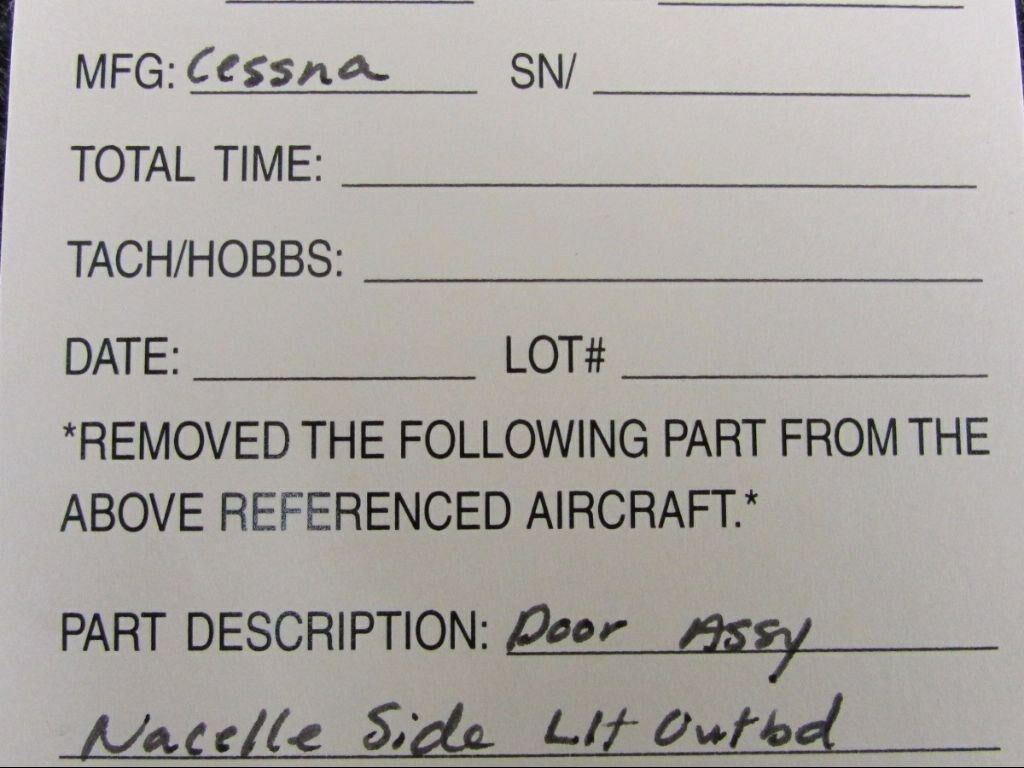 MFG: Cessna SN/
TOTAL TIME:
TACH/HOBBS:
DATE: LOT#
*REMOVED THE FOLLOWING PART FROM THE
ABOVE REFERENCED AIRCRAFT.*
PART DESCRIPTION: Door Assy
Nacelle Side Lft Outbd